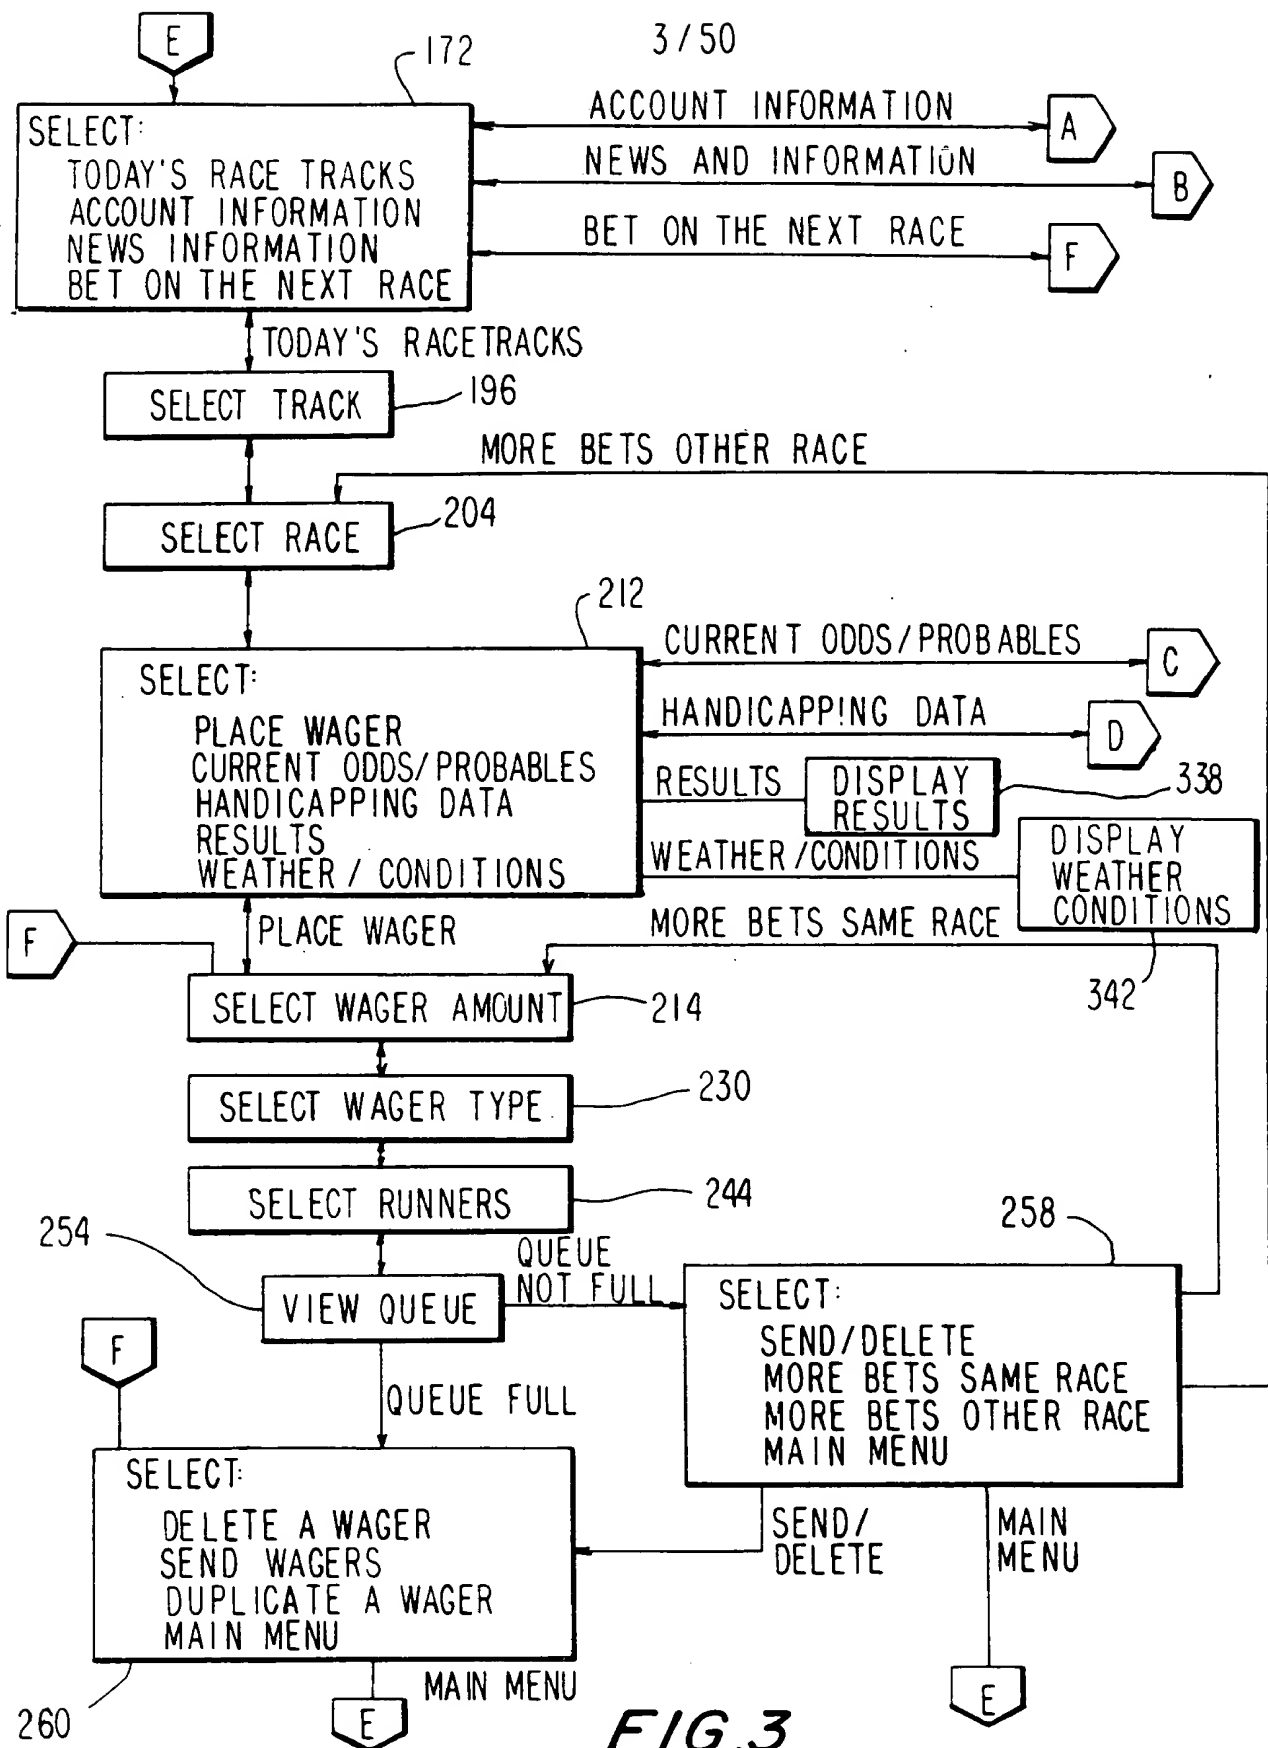 E
3/50
172
SELECT:
TODAY'S RACE TRACKS
ACCOUNT INFORMATION
NEWS INFORMATION
BET ON THE NEXT RACE
ACCOUNT INFORMATION
A
NEWS AND INFORMATION
B
BET ON THE NEXT RACE
F
TODAY'S RACETRACKS
SELECT TRACK
196
MORE BETS OTHER RACE
SELECT RACE
204
212
SELECT:
PLACE WAGER
CURRENT ODDS/PROBABLES
HANDICAPPING DATA
RESULTS
WEATHER / CONDITIONS
CURRENT ODDS/PROBABLES
C
HANDICAPPING DATA
D
RESULTS
DISPLAY
RESULTS
338
WEATHER/CONDITIONS
DISPLAY
WEATHER
CONDITIONS
342
F
PLACE WAGER
MORE BETS SAME RACE
SELECT WAGER AMOUNT
214
SELECT WAGER TYPE
230
SELECT RUNNERS
244
254
VIEW QUEUE
QUEUE
NOT FULL
258
SELECT:
SEND/DELETE
MORE BETS SAME RACE
MORE BETS OTHER RACE
MAIN MENU
F
QUEUE FULL
SELECT:
DELETE A WAGER
SEND WAGERS
DUPLICATE A WAGER
MAIN MENU
SEND/
DELETE
MAIN
MENU
260
MAIN MENU
E
E
FIG.3